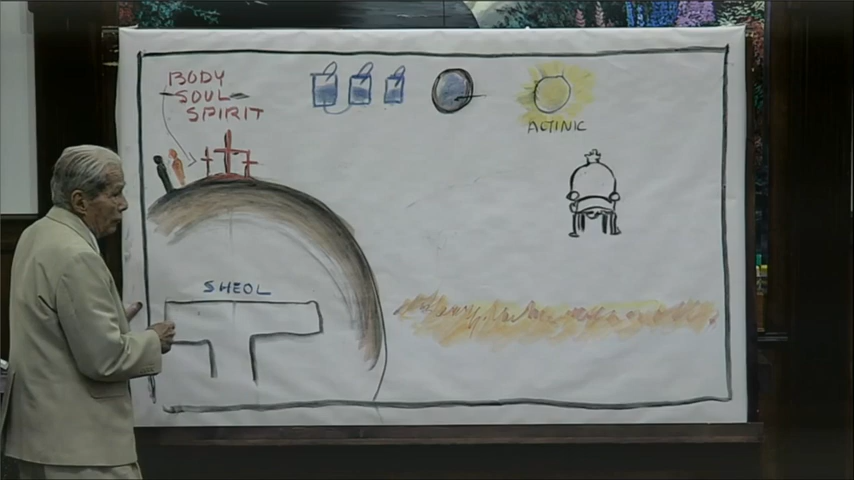 BODY
SOUL
SPIRIT
ACTINIC
SHEOL